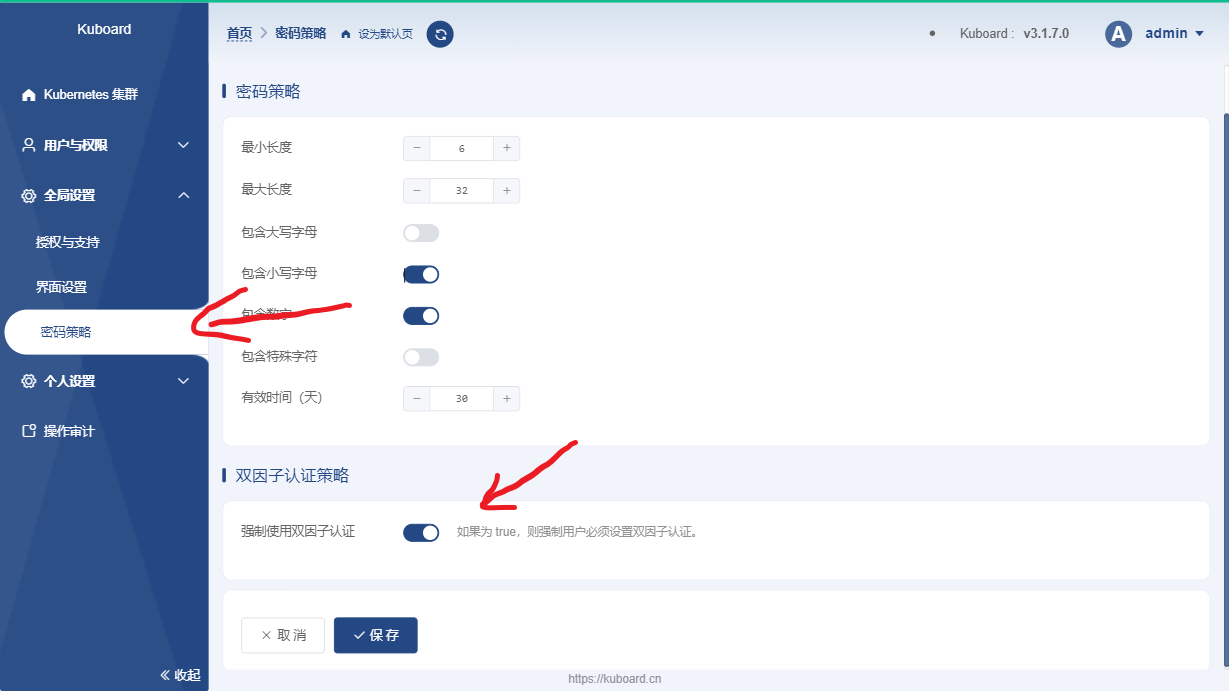 Kuboard
首页 > 密码策略 设为默认页
• Kuboard : v3.1.7.0 A admin
Kubernetes 集群
用户与权限
全局设置
授权与支持
界面设置
密码策略
个人设置
操作审计
收起
密码策略
最小长度 − 6 +
最大长度 − 32 +
包含大写字母
包含小写字母
包含数字
包含特殊字符
有效时间（天） − 30 +
双因子认证策略
强制使用双因子认证 如果为 true，则强制用户必须设置双因子认证。
取消 保存
https://kuboard.cn